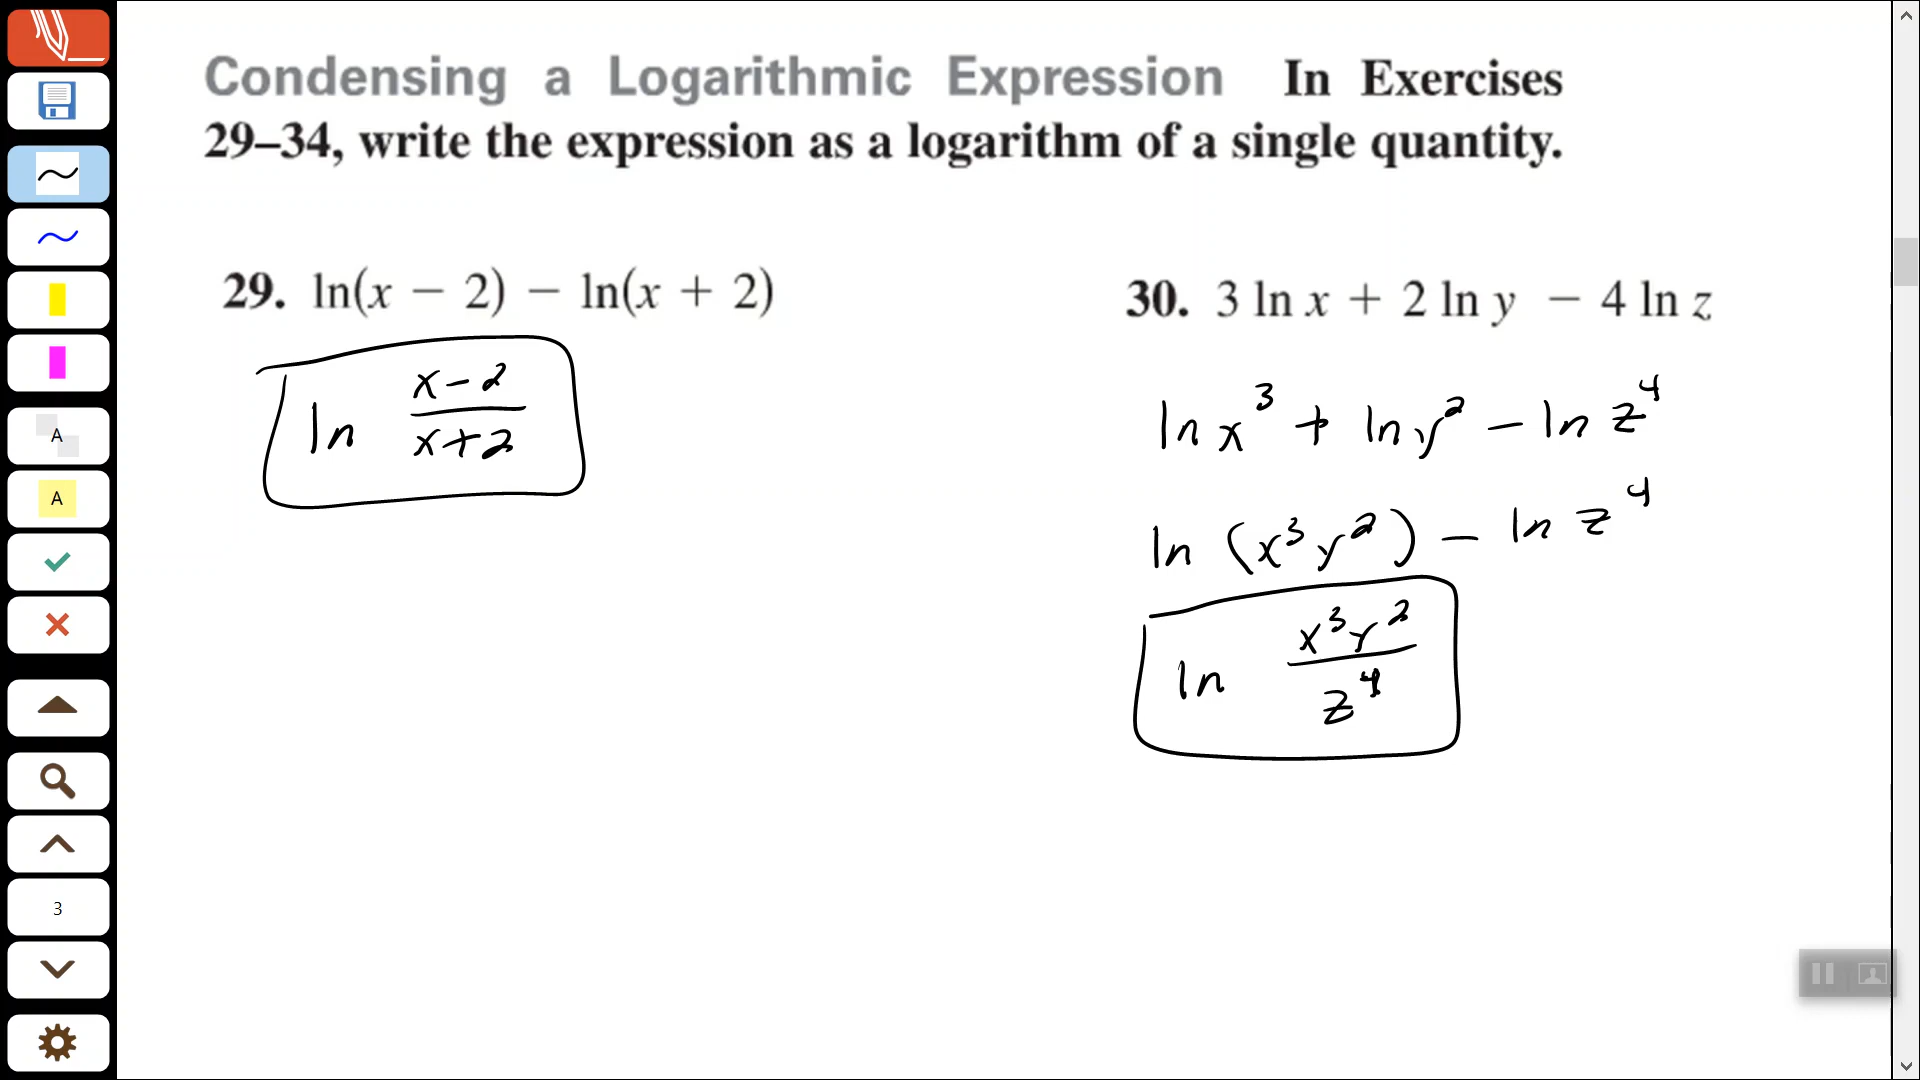 Condensing a Logarithmic Expression In Exercises
29–34, write the expression as a logarithm of a single quantity.
29. ln(x − 2) − ln(x + 2)
ln (x-2)/(x+2)
30. 3 ln x + 2 ln y − 4 ln z
ln x³ + ln y² − ln z⁴
ln (x³y²) − ln z⁴
ln x³y²/z⁴
A
A
3